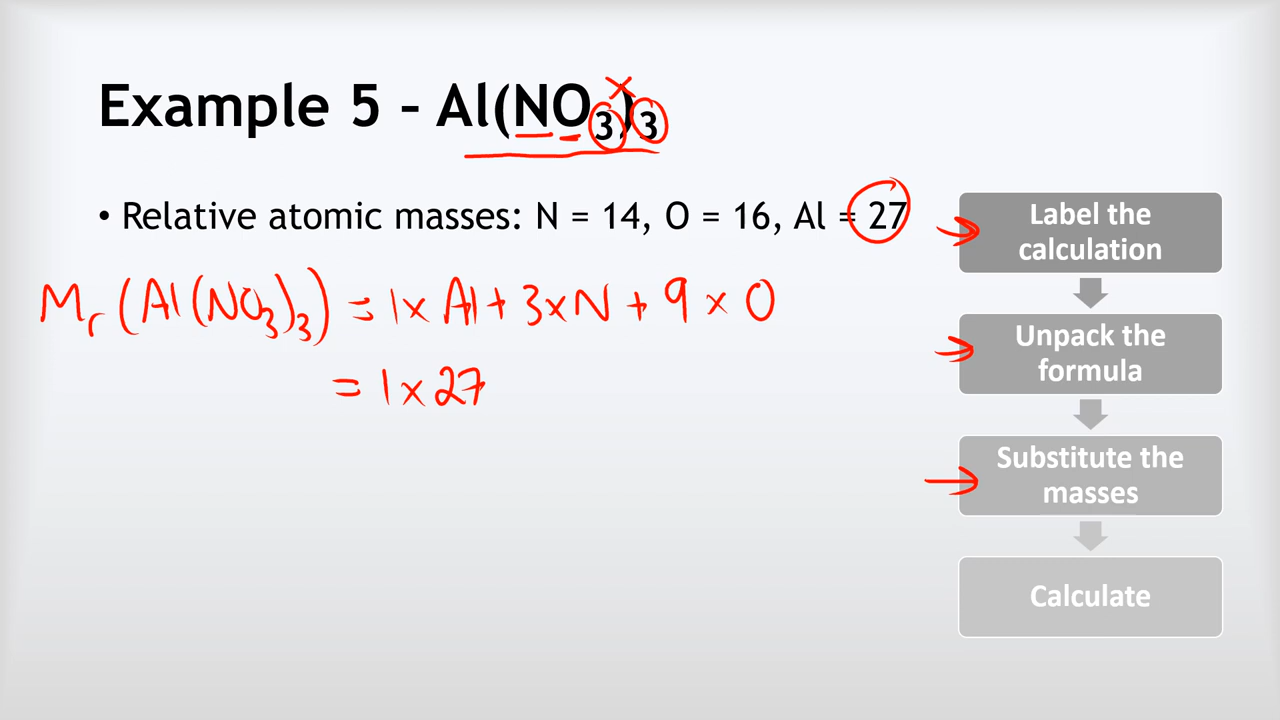 Example 5 – Al(NO₃)₃
• Relative atomic masses: N = 14, O = 16, Al = 27
Mr (Al(NO₃)₃) = 1 × Al + 3 × N + 9 × O
= 1 × 27
Label the
calculation
Unpack the
formula
Substitute the
masses
Calculate